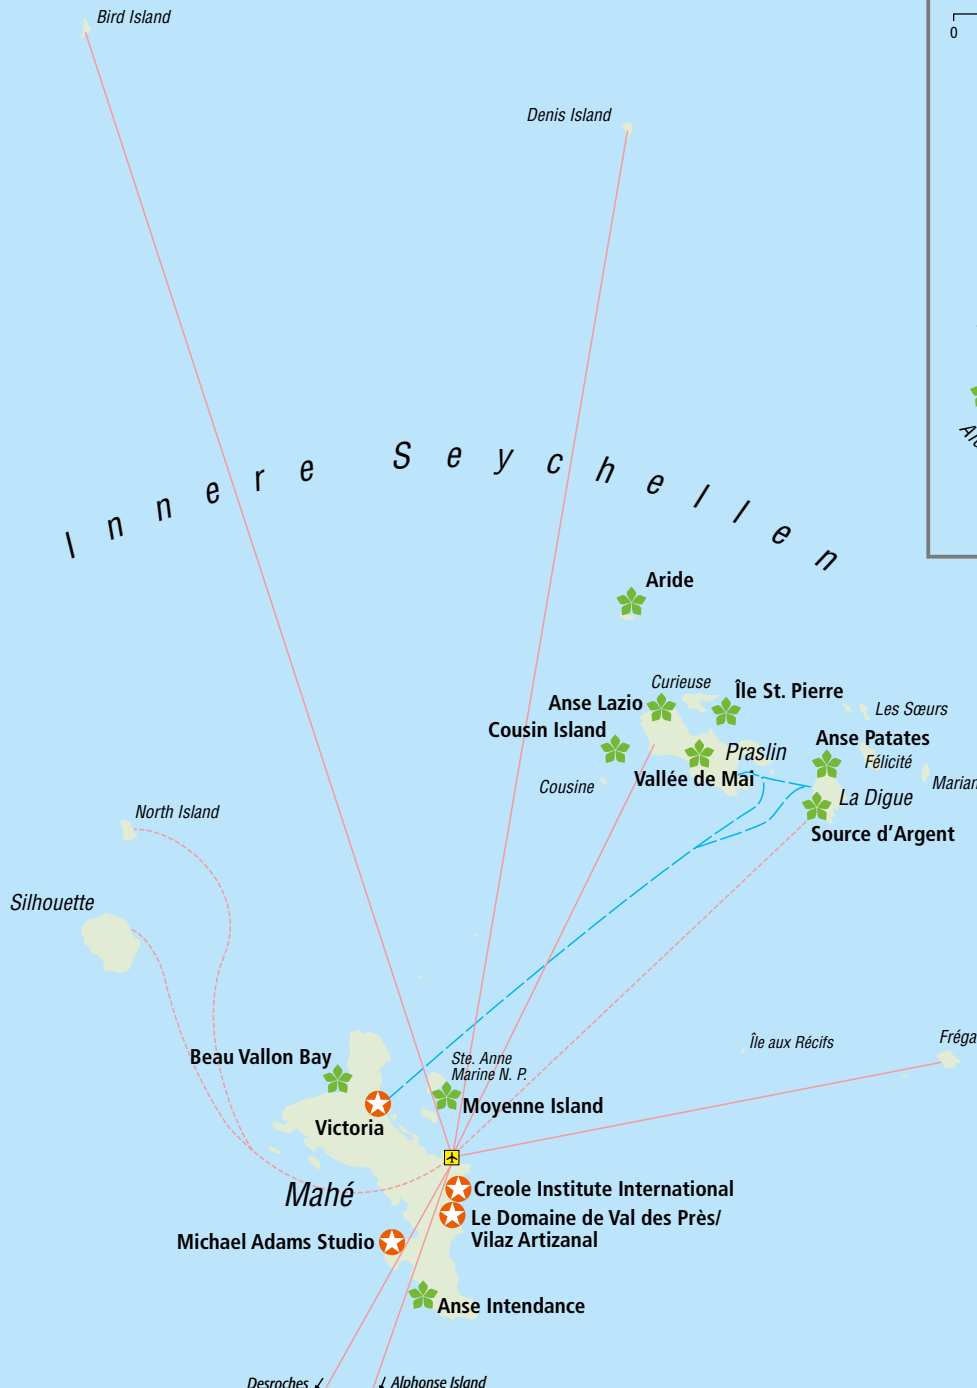 Bird Island
0
Denis Island
Innere Seychellen
Aride
Curieuse
Île St. Pierre
Anse Lazio
Les Sœurs
Cousin Island
Anse Patates
Praslin
Félicité
Vallée de Mai
Cousine
La Digue
North Island
Source d’Argent
Silhouette
Île aux Récifs
Beau Vallon Bay
Ste. Anne
Marine N. P.
Moyenne Island
Victoria
Mahé
Creole Institute International
Le Domaine de Val des Près/
Vilaz Artizanal
Michael Adams Studio
Anse Intendance
Desroches
Alphonse Island